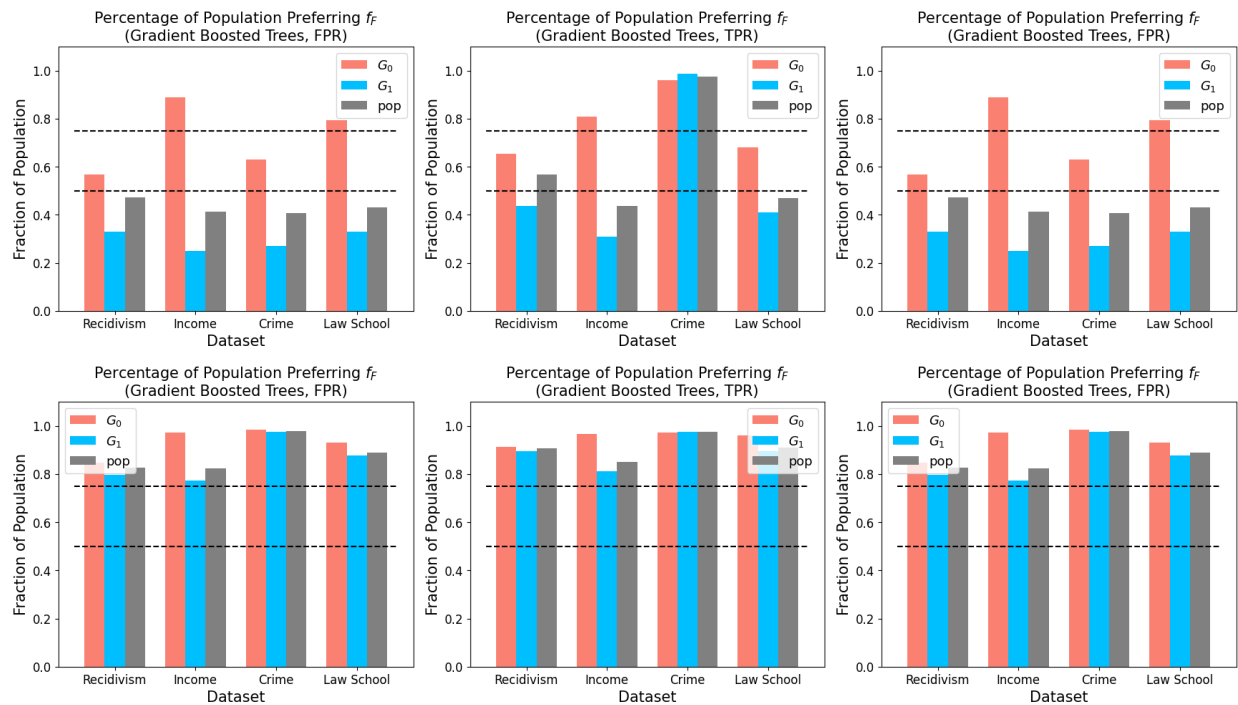 Percentage of Population Preferring f_F
(Gradient Boosted Trees, FPR)
Fraction of Population
1.0
0.8
0.6
0.4
0.2
0.0
G_0
G_1
pop
Recidivism Income Crime Law School
Dataset
Percentage of Population Preferring f_F
(Gradient Boosted Trees, TPR)
Fraction of Population
1.0
0.8
0.6
0.4
0.2
0.0
G_0
G_1
pop
Recidivism Income Crime Law School
Dataset
Percentage of Population Preferring f_F
(Gradient Boosted Trees, FPR)
Fraction of Population
1.0
0.8
0.6
0.4
0.2
0.0
G_0
G_1
pop
Recidivism Income Crime Law School
Dataset
Percentage of Population Preferring f_F
(Gradient Boosted Trees, FPR)
Fraction of Population
1.0
0.8
0.6
0.4
0.2
0.0
G_0
G_1
pop
Recidivism Income Crime Law School
Dataset
Percentage of Population Preferring f_F
(Gradient Boosted Trees, TPR)
Fraction of Population
1.0
0.8
0.6
0.4
0.2
0.0
G_0
G_1
pop
Recidivism Income Crime Law School
Dataset
Percentage of Population Preferring f_F
(Gradient Boosted Trees, FPR)
Fraction of Population
1.0
0.8
0.6
0.4
0.2
0.0
G_0
G_1
pop
Recidivism Income Crime Law School
Dataset